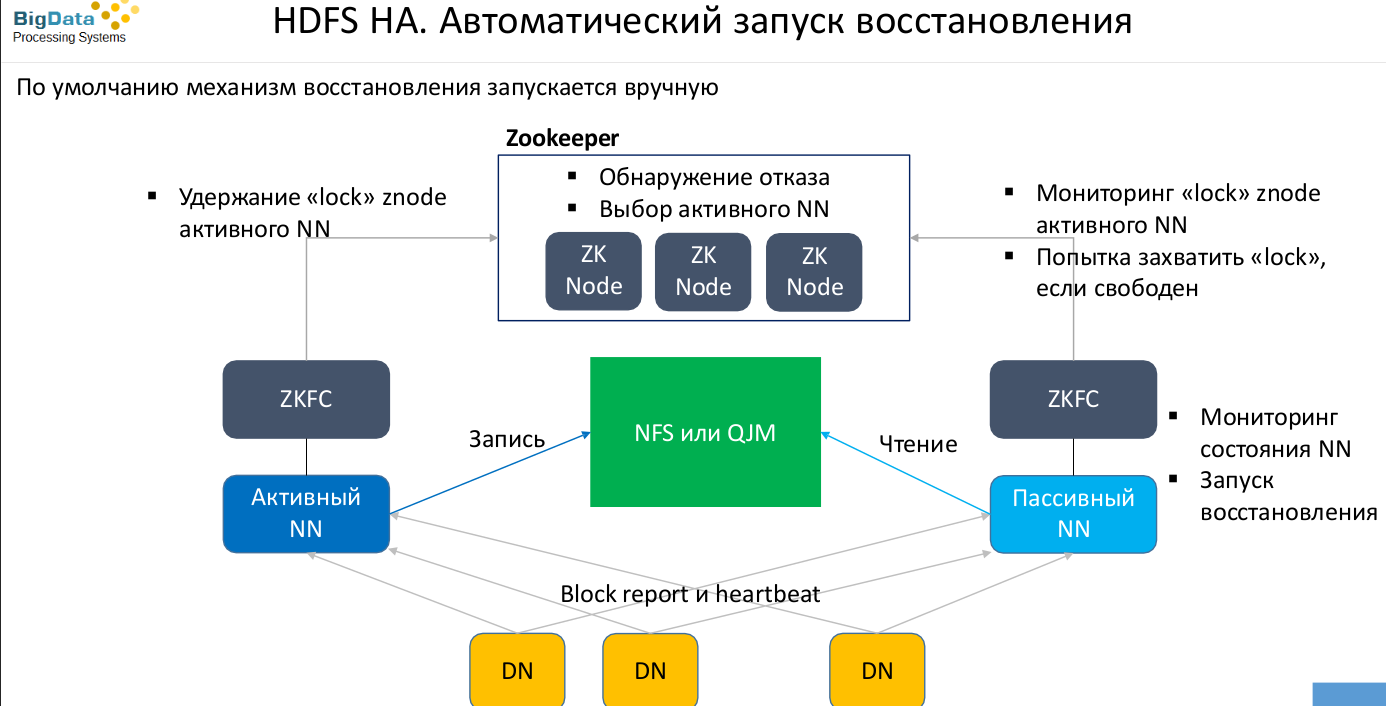 BigData
Processing Systems
HDFS HA. Автоматический запуск восстановления
По умолчанию механизм восстановления запускается вручную
Zookeeper
▪ Обнаружение отказа
▪ Выбор активного NN
ZK
Node
ZK
Node
ZK
Node
▪ Удержание «lock» znode
активного NN
▪ Мониторинг «lock» znode
активного NN
▪ Попытка захватить «lock»,
если свободен
ZKFC
NFS или QJM
ZKFC
Запись
Чтение
▪ Мониторинг
состояния NN
▪ Запуск
восстановления
Активный
NN
Пассивный
NN
Block report и heartbeat
DN
DN
DN